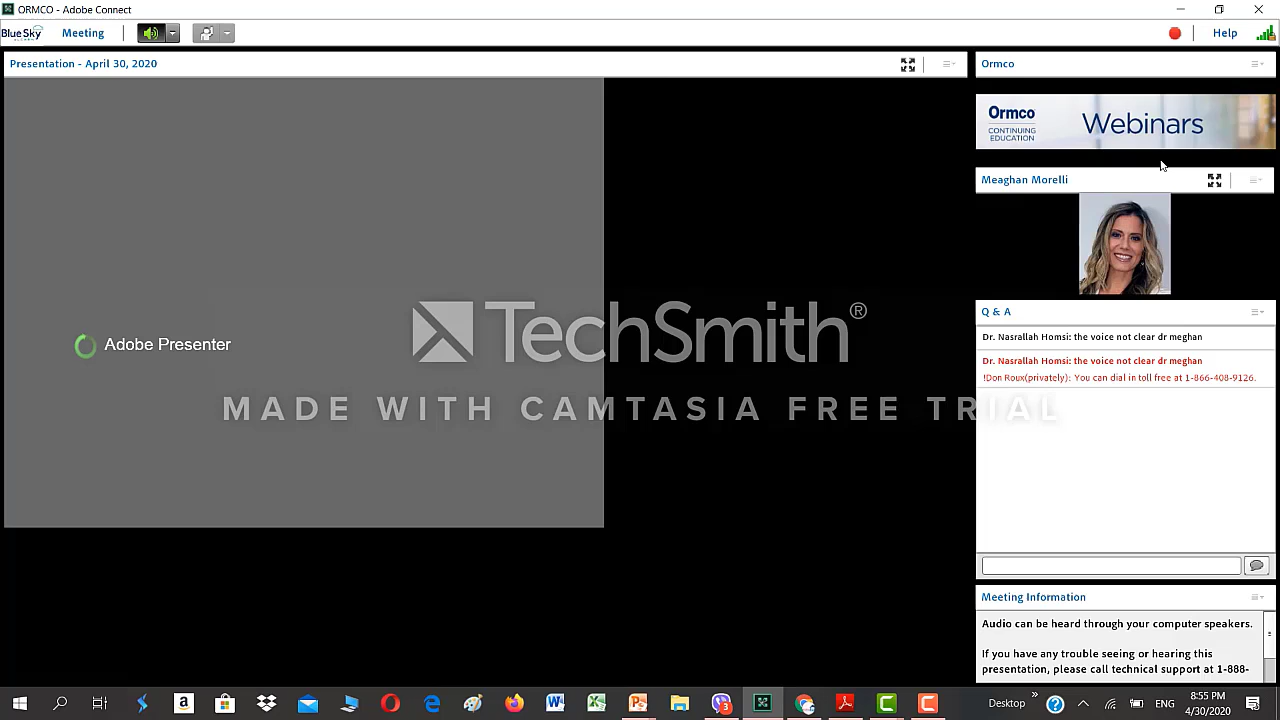 ORMCO - Adobe Connect
BlueSky
Meeting
Help
Presentation - April 30, 2020
Ormco
Ormco
CONTINUING
EDUCATION
Webinars
Meaghan Morelli
Adobe Presenter
TechSmith®
MADE WITH CAMTASIA FREE TRIAL
Q & A
Dr. Nasrallah Homsi: the voice not clear dr meghan
Dr. Nasrallah Homsi: the voice not clear dr meghan
!Don Roux(privately): You can dial in toll free at 1-866-408-9126.
Meeting Information
Audio can be heard through your computer speakers.
If you have any trouble seeing or hearing this
presentation, please call technical support at 1-888-
Desktop
ENG
8:55 PM
4/30/2020